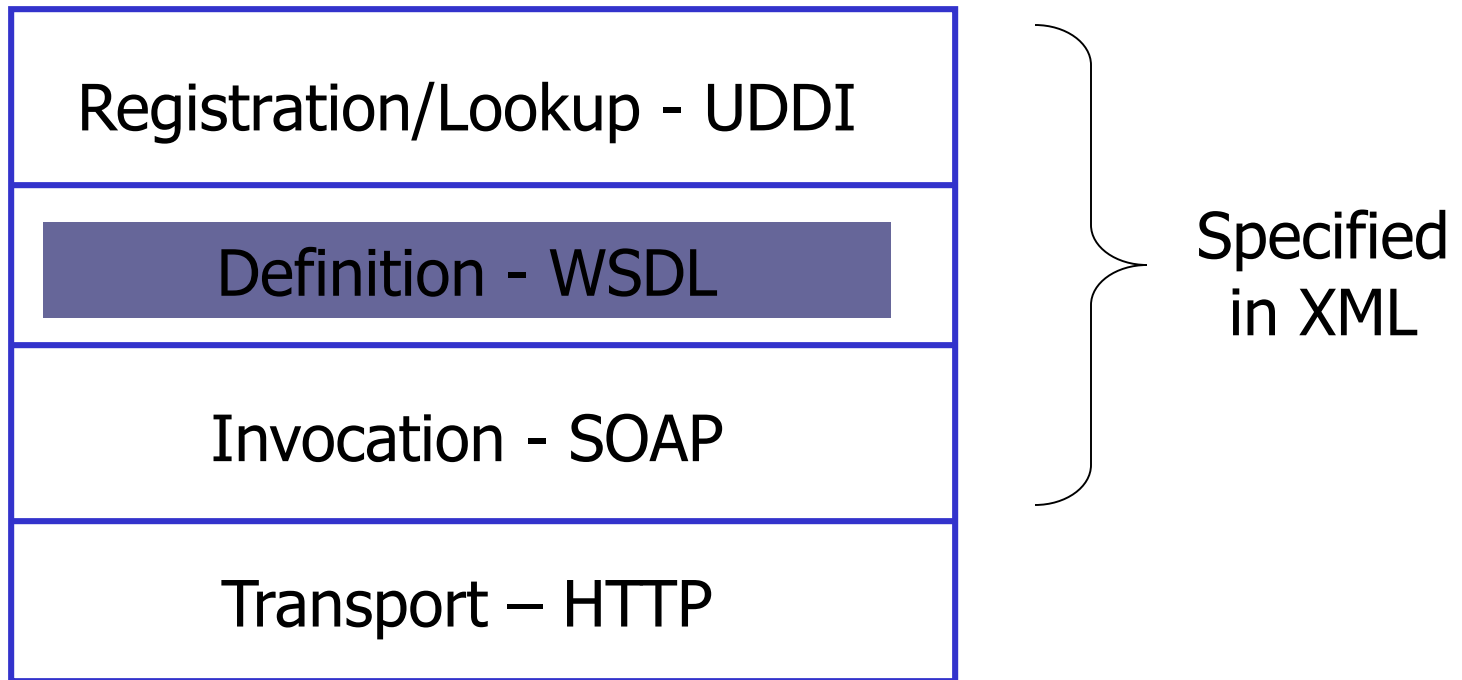 Registration/Lookup - UDDI
Definition - WSDL
Invocation - SOAP
Transport – HTTP
Specified
in XML